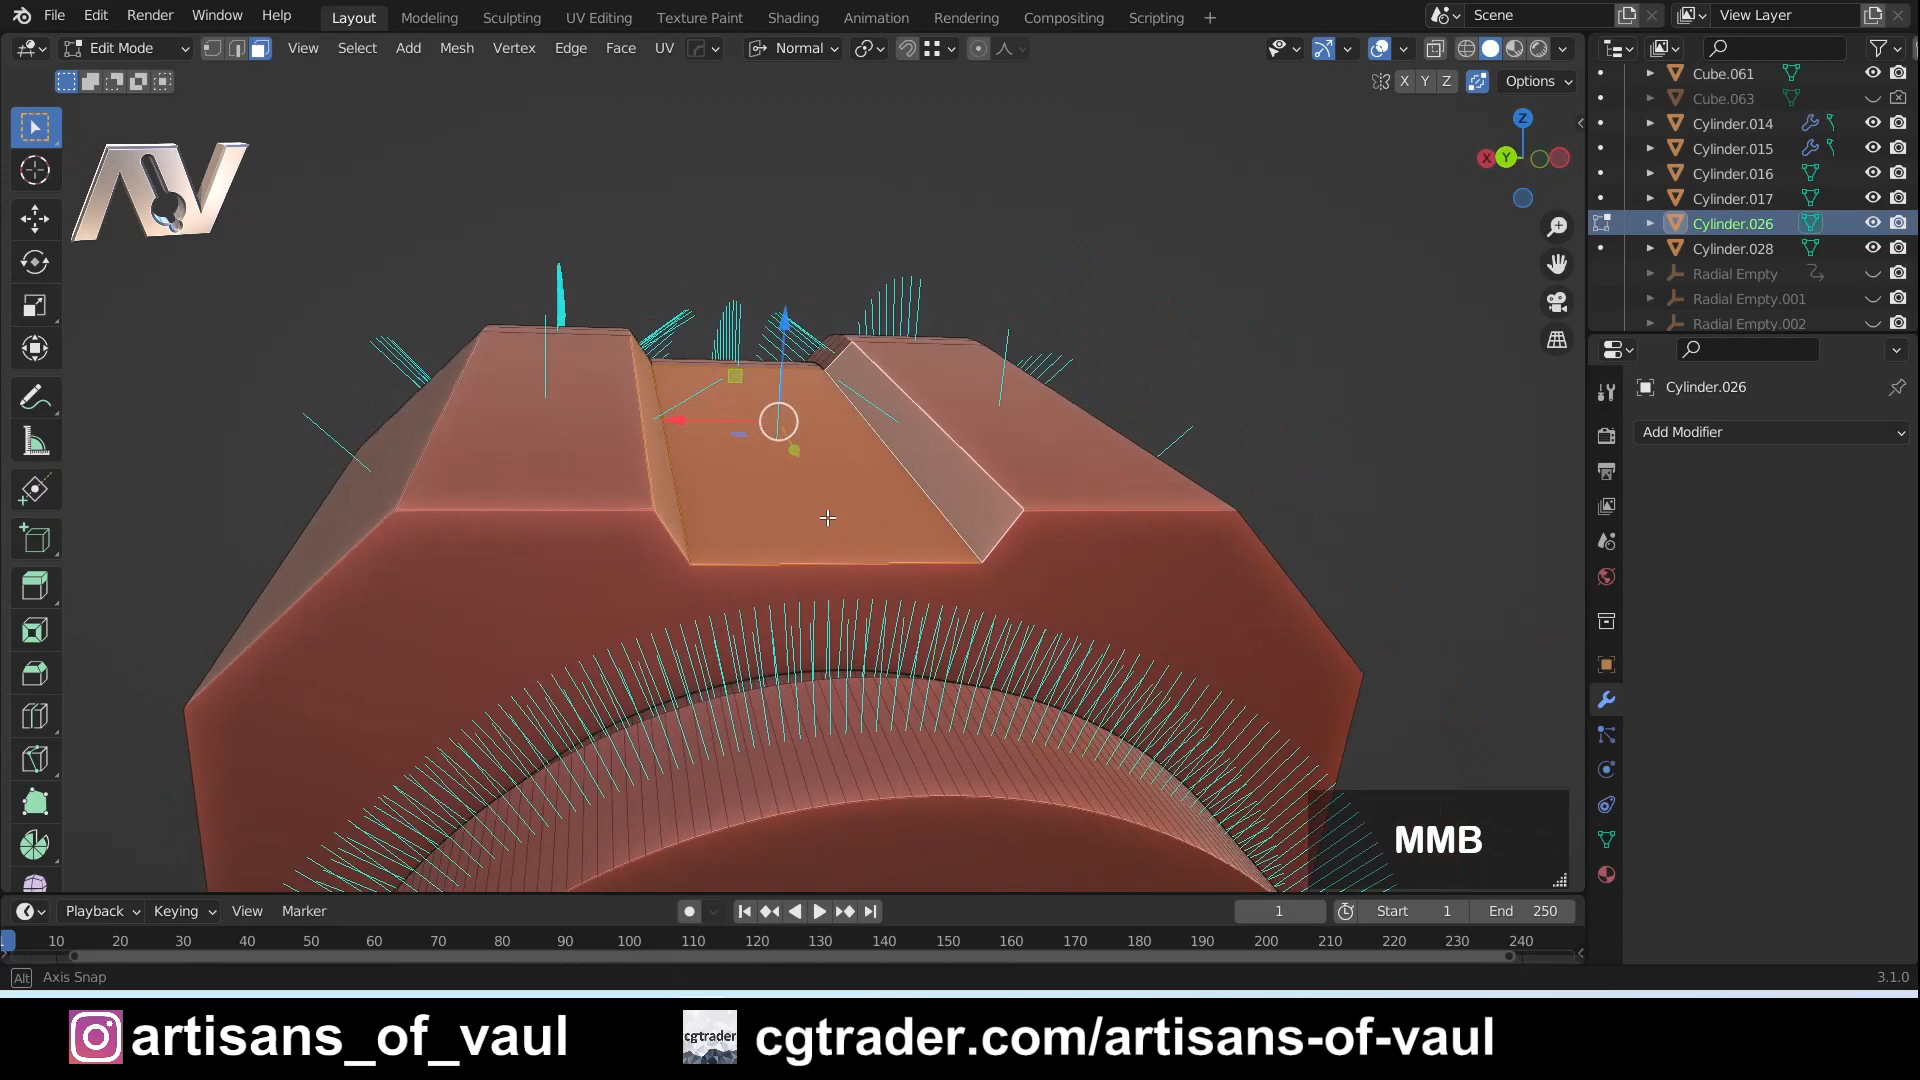 File Edit Render Window Help Layout Modeling Sculpting UV Editing Texture Paint Shading Animation Rendering Compositing Scripting + Scene View Layer
Edit Mode View Select Add Mesh Vertex Edge Face UV Normal
X Y Z Options
Cube.061
Cube.063
Cylinder.014
Cylinder.015
Cylinder.016
Cylinder.017
Cylinder.026
Cylinder.028
Radial Empty
Radial Empty.001
Radial Empty.002
Z
X Y
Cylinder.026
Add Modifier
MMB
Playback Keying View Marker 1 Start 1 End 250
10 20 30 40 50 60 70 80 90 100 110 120 130 140 150 160 170 180 190 200 210 220 230 240
Alt Axis Snap 3.1.0
artisans_of_vaul cgtrader cgtrader.com/artisans-of-vaul